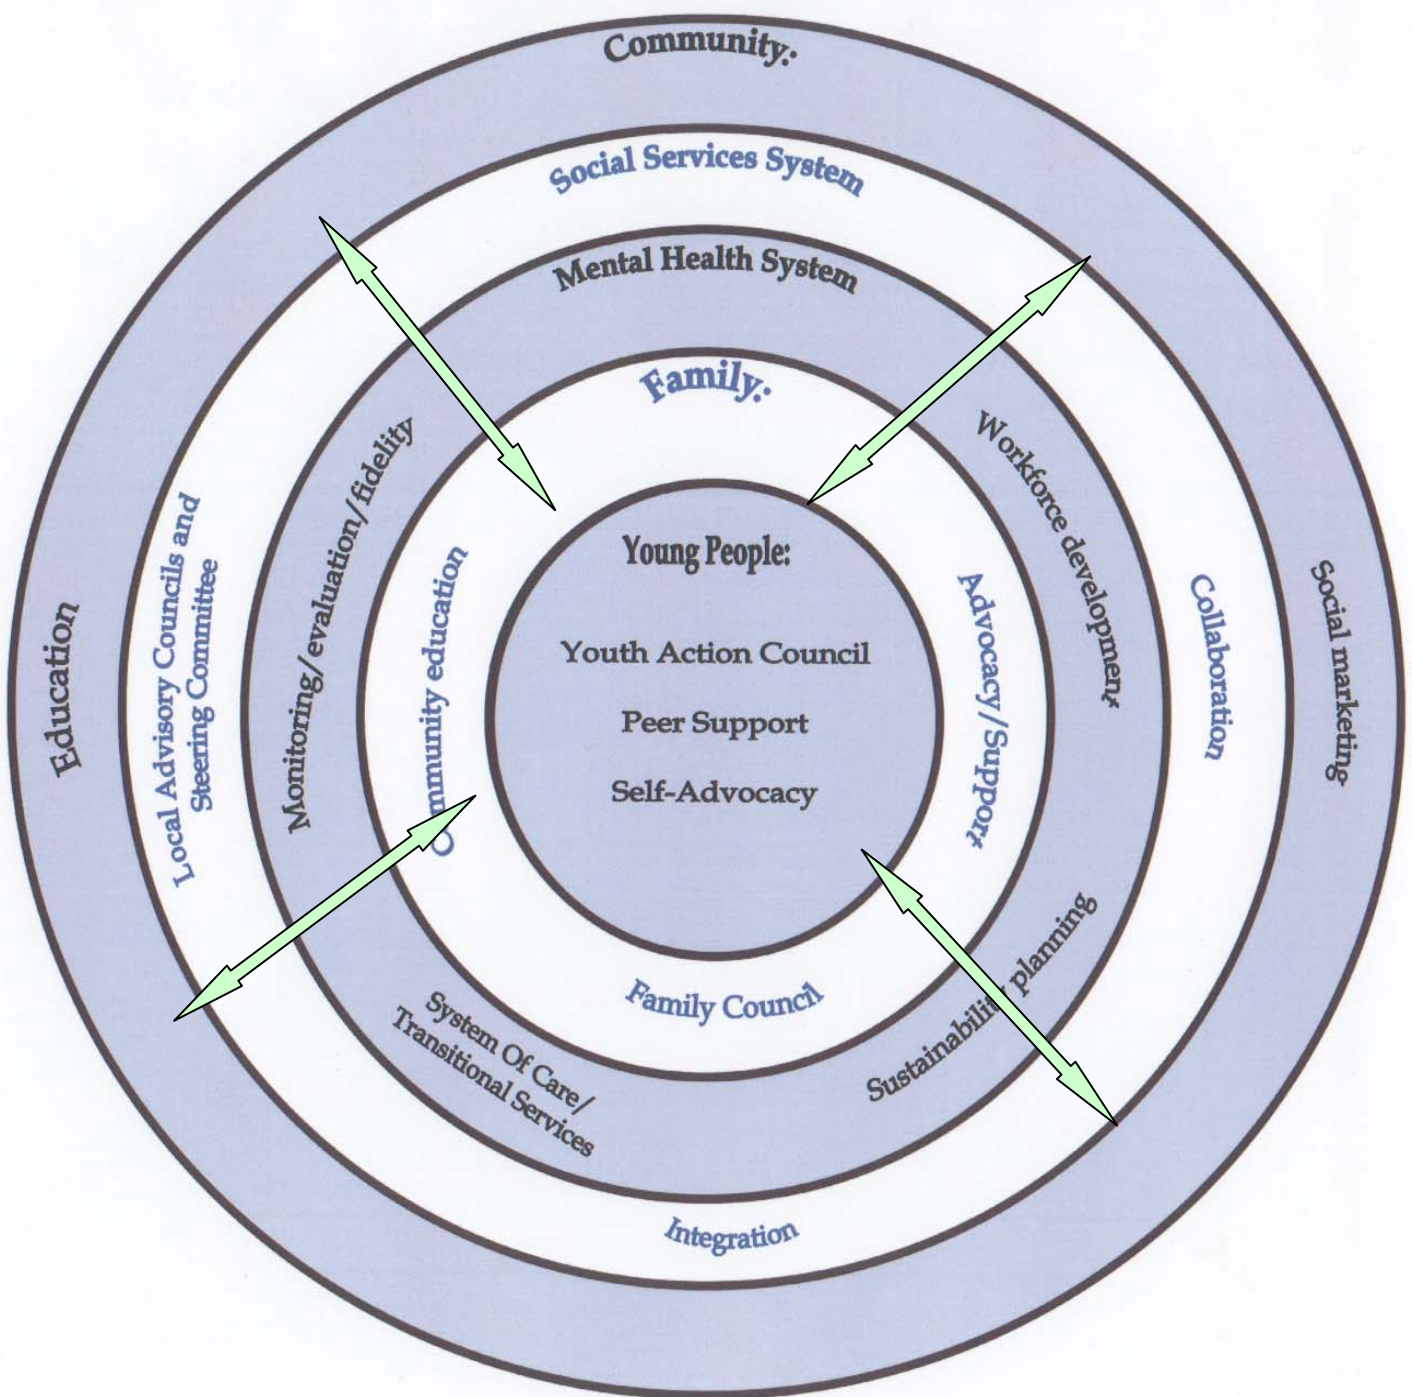 Community:
Social Services System
Mental Health System
Family:
Young People:
Youth Action Council
Peer Support
Self-Advocacy
Education
Local Advisory Councils and
Steering Committee
Monitoring/evaluation/fidelity
Community education
Advocacy/Support
Workforce development
Collaboration
Social marketing
Family Council
System Of Care/
Transitional Services
Sustainability planning
Integration